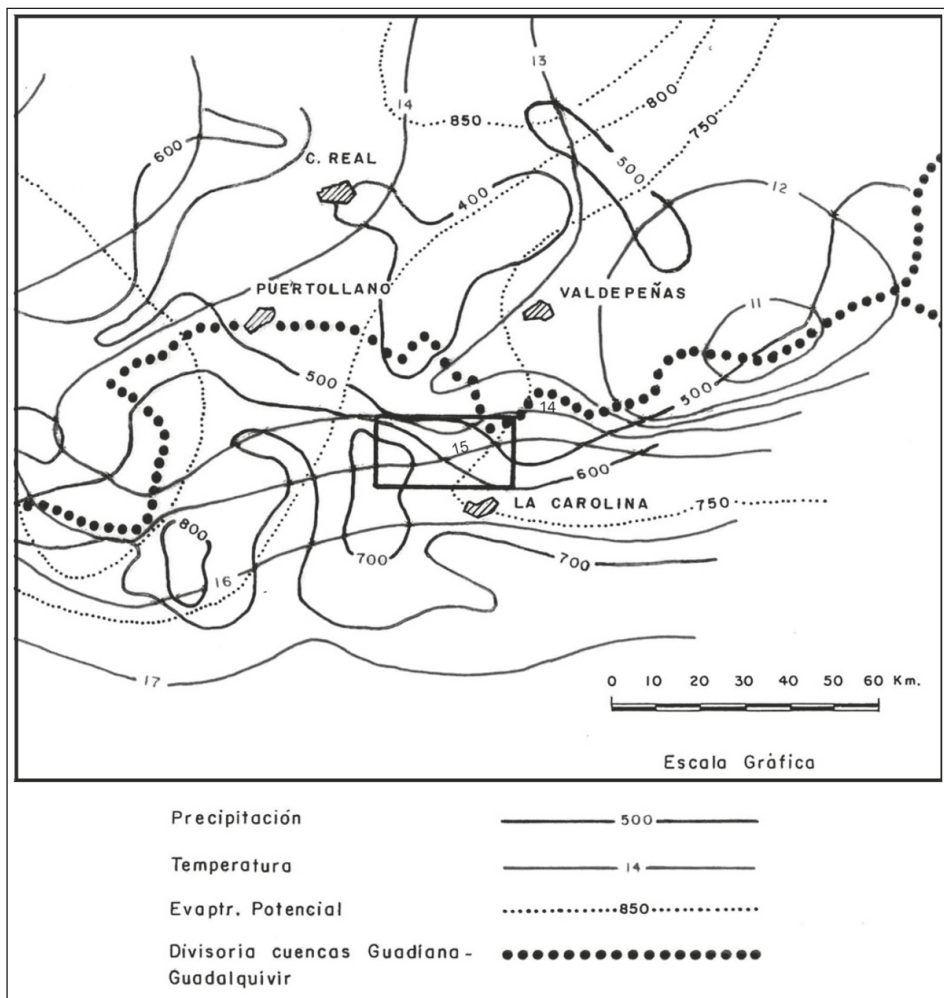 13
14
850
800
750
600
C. REAL
500
400
12
PUERTOLLANO
VALDEPEÑAS
11
500
14
500
15
600
LA CAROLINA
750
800
700
700
16
17
0 10 20 30 40 50 60 Km.
Escala Gràfica
Precipitación 500
Temperatura 14
Evaptr. Potencial 850
Divisoria cuencas Guadiana-
Guadalquivir